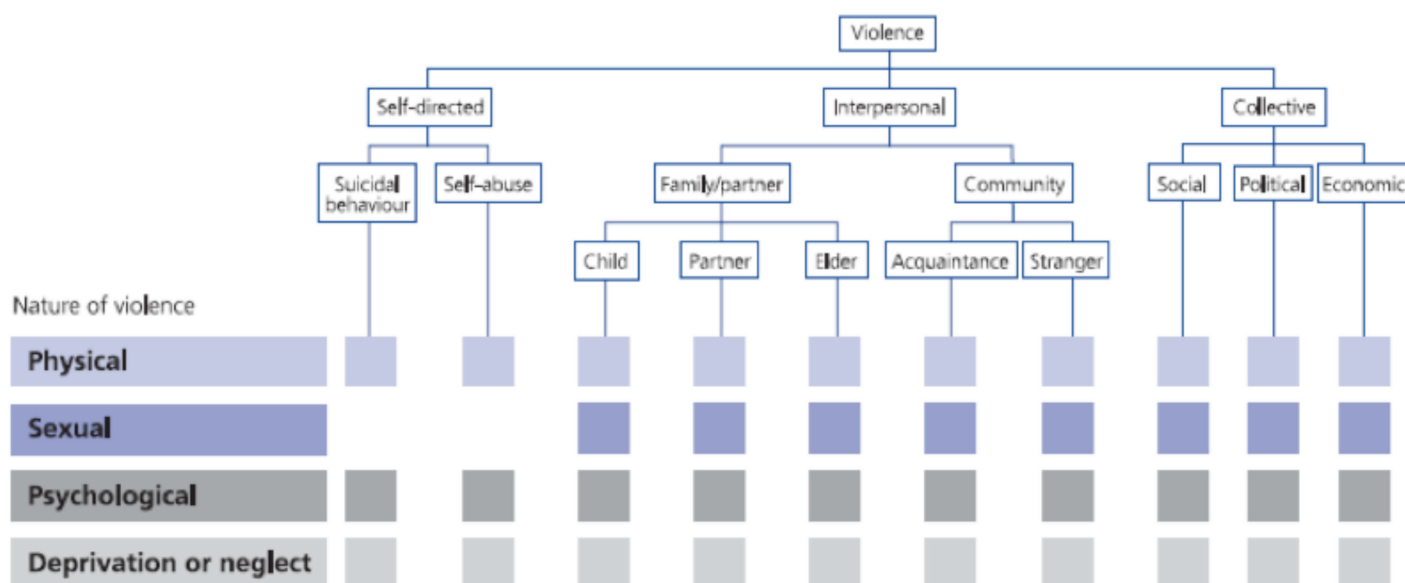 Violence
Self-directed
Interpersonal
Collective
Suicidal
behaviour
Self-abuse
Family/partner
Community
Social
Political
Economic
Child
Partner
Elder
Acquaintance
Stranger
Nature of violence
Physical
Sexual
Psychological
Deprivation or neglect